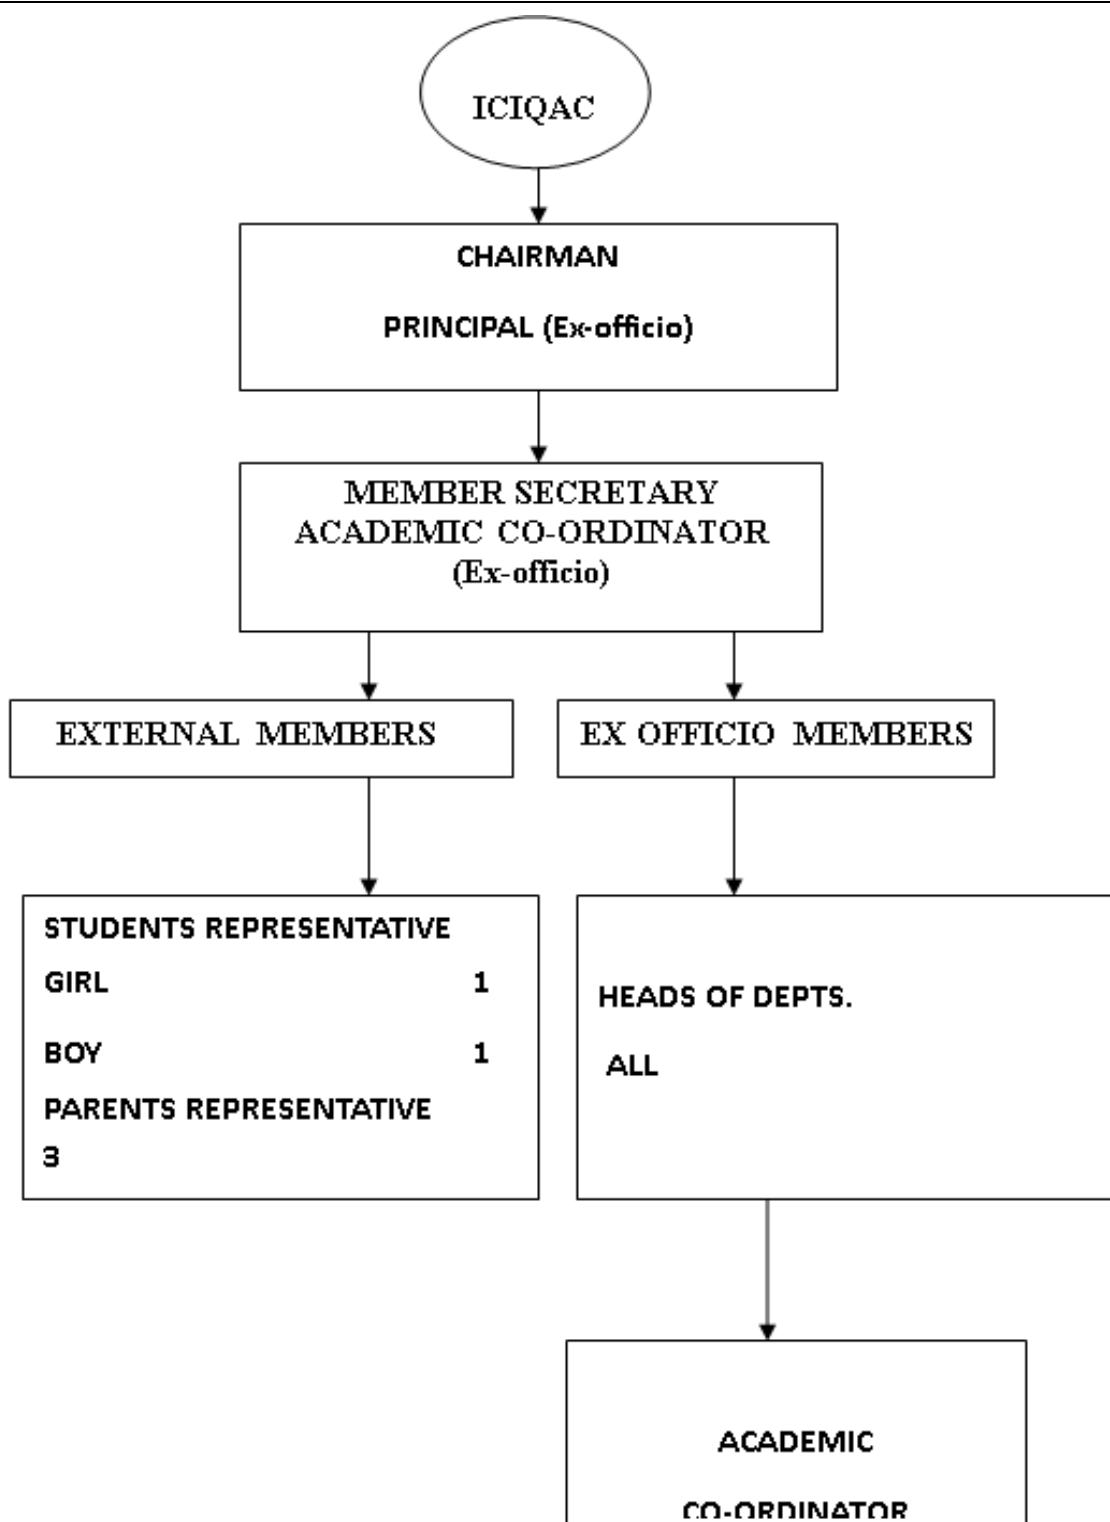 ICIQAC
CHAIRMAN
PRINCIPAL (Ex-officio)
MEMBER SECRETARY
ACADEMIC CO-ORDINATOR
(Ex-officio)
EXTERNAL MEMBERS
EX OFFICIO MEMBERS
STUDENTS REPRESENTATIVE
GIRL 1
BOY 1
PARENTS REPRESENTATIVE
3
HEADS OF DEPTS.
ALL
ACADEMIC
CO-ORDINATOR